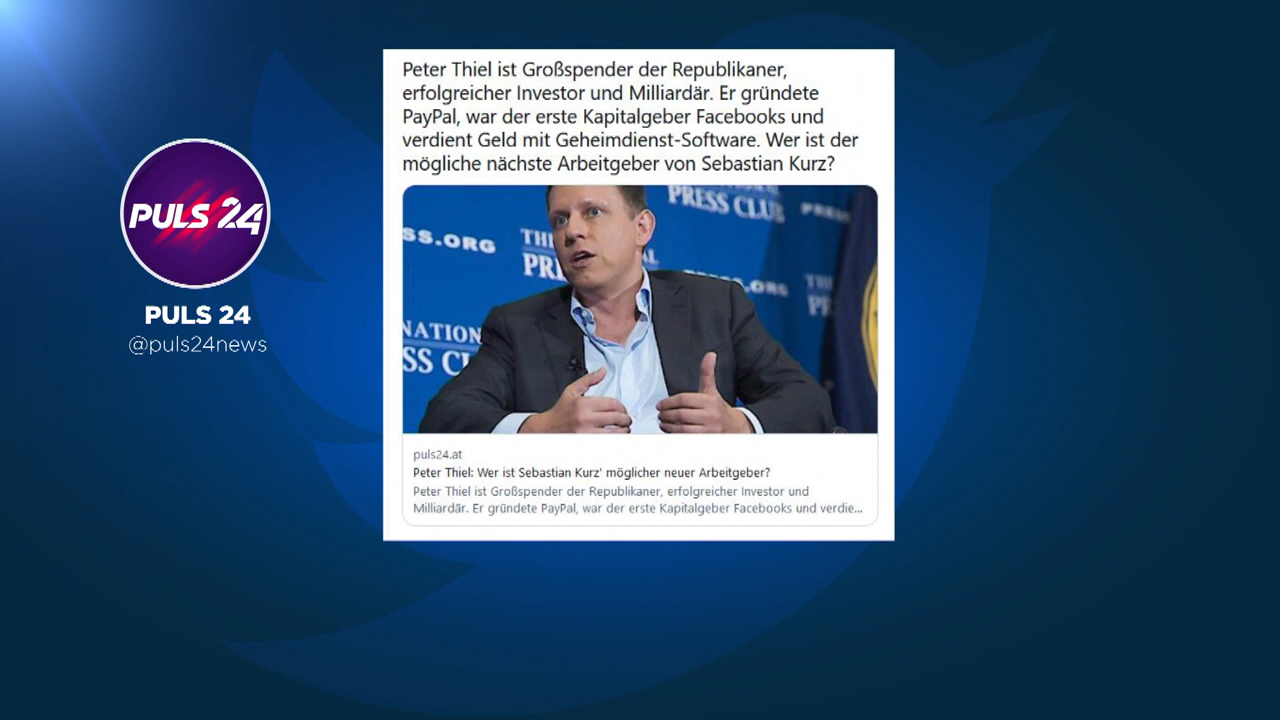 PULS 24
PULS 24
@puls24news
Peter Thiel ist Großspender der Republikaner,
erfolgreicher Investor und Milliardär. Er gründete
PayPal, war der erste Kapitalgeber Facebooks und
verdient Geld mit Geheimdienst-Software. Wer ist der
mögliche nächste Arbeitgeber von Sebastian Kurz?
PRESS CLUB
SS.ORG
THE
PRE
.ORG
NATION
SS CL
puls24.at
Peter Thiel: Wer ist Sebastian Kurz' möglicher neuer Arbeitgeber?
Peter Thiel ist Großspender der Republikaner, erfolgreicher Investor und
Milliardär. Er gründete PayPal, war der erste Kapitalgeber Facebooks und verdie...